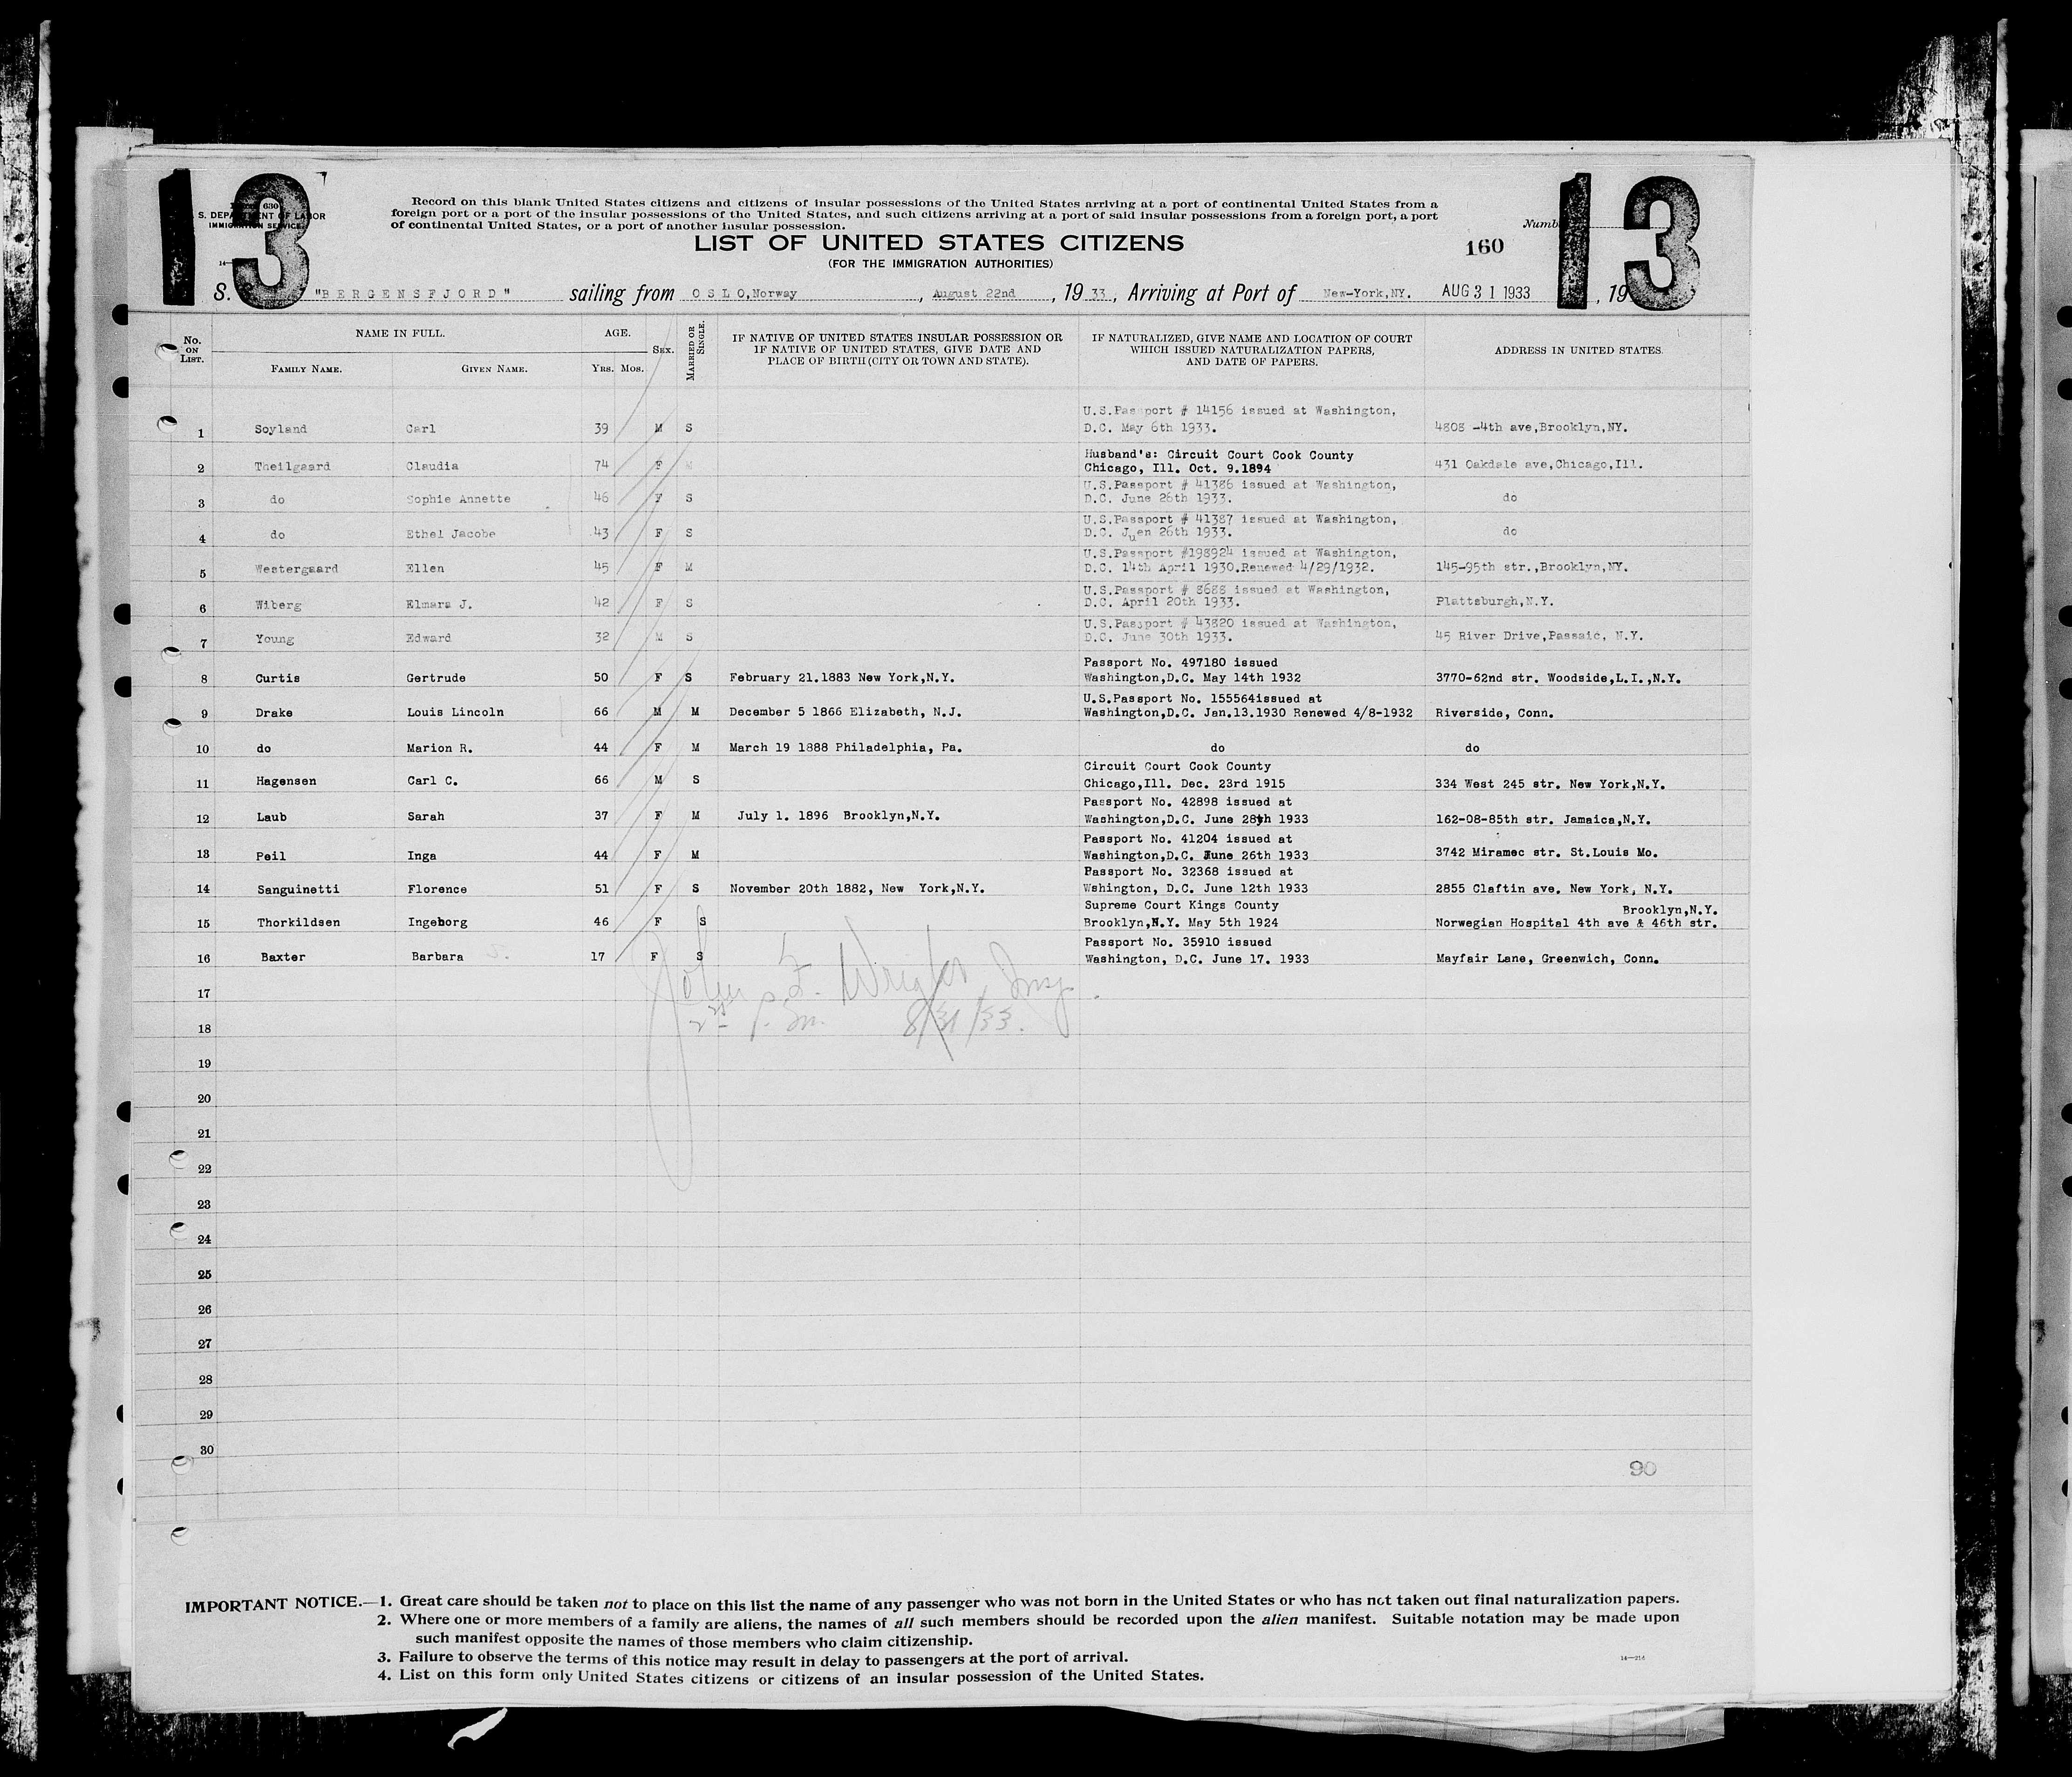 13
13
630
S. DEPARTMENT OF LABOR
IMMIGRATION SERVICE
Record on this blank United States citizens and citizens of insular possessions of the United States arriving at a port of continental United States from a
foreign port or a port of the insular possessions of the United States, and such citizens arriving at a port of said insular possessions from a foreign port, a port
of continental United States, or a port of another insular possession.
LIST OF UNITED STATES CITIZENS
(FOR THE IMMIGRATION AUTHORITIES)
160
S. "BERGENSFJORD" sailing from OSLO, Norway, August 22nd, 1933, Arriving at Port of New-York, NY. AUG 31 1933, 19
No. ON LIST. NAME IN FULL. FAMILY NAME. GIVEN NAME. AGE. YRS. MOS. SEX. MARRIED OR SINGLE. IF NATIVE OF UNITED STATES INSULAR POSSESSION OR IF NATIVE OF UNITED STATES, GIVE DATE AND PLACE OF BIRTH (CITY OR TOWN AND STATE). IF NATURALIZED, GIVE NAME AND LOCATION OF COURT WHICH ISSUED NATURALIZATION PAPERS, AND DATE OF PAPERS. ADDRESS IN UNITED STATES.
U.S.Passport # 14156 issued at Washington,
1 Soyland Carl 39 M S D.C. May 6th 1933. 4808 -4th ave,Brooklyn,NY.
Husband's: Circuit Court Cook County
2 Theilgaard Claudia 74 F M Chicago, Ill. Oct. 9.1894 431 Oakdale ave,Chicago,Ill.
U.S.Passport # 41386 issued at Washington,
3 do Sophie Annette 46 F S D.C. June 26th 1933. do
U.S.Passport # 41387 issued at Washington,
4 do Ethel Jacobe 43 F S D.C. Juen 26th 1933. do
U.S.Passport #198924 issued at Washington,
5 Westergaard Ellen 45 F M D.C. 14th April 1930.Renewed 4/29/1932. 145-95th str.,Brooklyn,NY.
U.S.Passport # 8688 issued at Washington,
6 Wiberg Elmara J. 42 F S D.C. April 20th 1933. Plattsburgh,N.Y.
U.S.Passport # 43820 issued at Washington,
7 Young Edward 32 M S D.C. June 30th 1933. 45 River Drive,Passaic, N.Y.
Passport No. 497180 issued
8 Curtis Gertrude 50 F S February 21.1883 New York,N.Y. Washington,D.C. May 14th 1932 3770-62nd str. Woodside,L.I.,N.Y.
U.S.Passport No. 155564issued at
9 Drake Louis Lincoln 66 M M December 5 1866 Elizabeth, N.J. Washington,D.C. Jan.13.1930 Renewed 4/8-1932 Riverside, Conn.
10 do Marion R. 44 F M March 19 1888 Philadelphia, Pa. do do
Circuit Court Cook County
11 Hagensen Carl C. 66 M S Chicago,Ill. Dec. 23rd 1915 334 West 245 str. New York,N.Y.
Passport No. 42898 issued at
12 Laub Sarah 37 F M July 1. 1896 Brooklyn,N.Y. Washington,D.C. June 28th 1933 162-08-85th str. Jamaica,N.Y.
Passport No. 41204 issued at
13 Peil Inga 44 F M Washington,D.C. June 26th 1933 3742 Miramec str. St.Louis Mo.
Passport No. 32368 issued at
14 Sanguinetti Florence 51 F S November 20th 1882, New York,N.Y. Wshington, D.C. June 12th 1933 2855 Claftin ave. New York, N.Y.
Supreme Court Kings County Brooklyn,N.Y.
15 Thorkildsen Ingeborg 46 F S Brooklyn,N.Y. May 5th 1924 Norwegian Hospital 4th ave & 46th str.
Passport No. 35910 issued
16 Baxter Barbara 17 F S Washington, D.C. June 17. 1933 Mayfair Lane, Greenwich, Conn.
17 John F. Wright Insp.
18 p.m. 8/31/33.
19
20
21
22
23
24
25
26
27
28
29
30
90
IMPORTANT NOTICE.—1. Great care should be taken not to place on this list the name of any passenger who was not born in the United States or who has not taken out final naturalization papers.
2. Where one or more members of a family are aliens, the names of all such members should be recorded upon the alien manifest. Suitable notation may be made upon
such manifest opposite the names of those members who claim citizenship.
3. Failure to observe the terms of this notice may result in delay to passengers at the port of arrival.
4. List on this form only United States citizens or citizens of an insular possession of the United States.